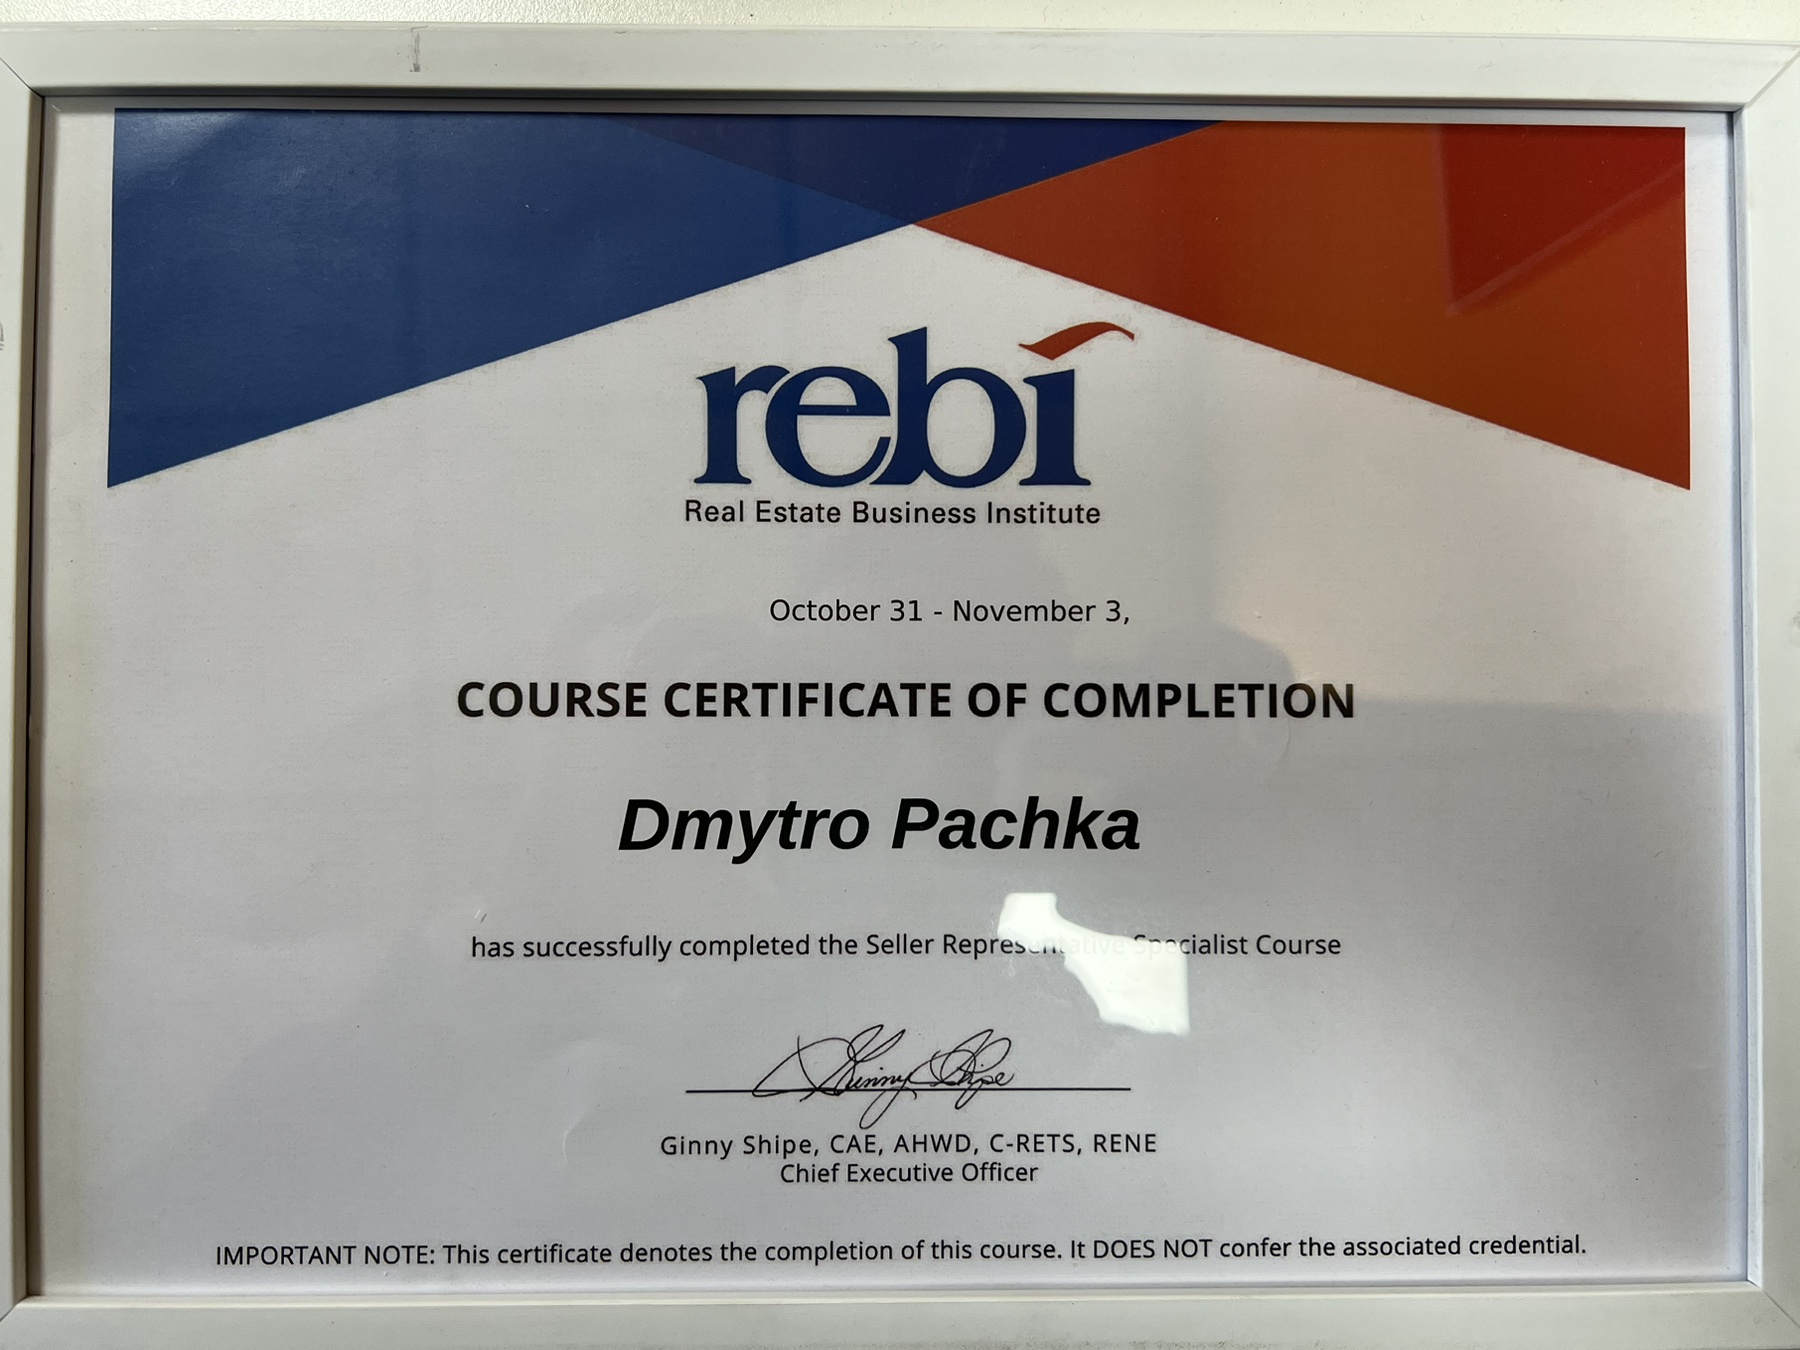 rebi
Real Estate Business Institute
October 31 - November 3,
COURSE CERTIFICATE OF COMPLETION
Dmytro Pachka
has successfully completed the Seller Representative Specialist Course
Ginny Shipe
Ginny Shipe, CAE, AHWD, C-RETS, RENE
Chief Executive Officer
IMPORTANT NOTE: This certificate denotes the completion of this course. It DOES NOT confer the associated credential.